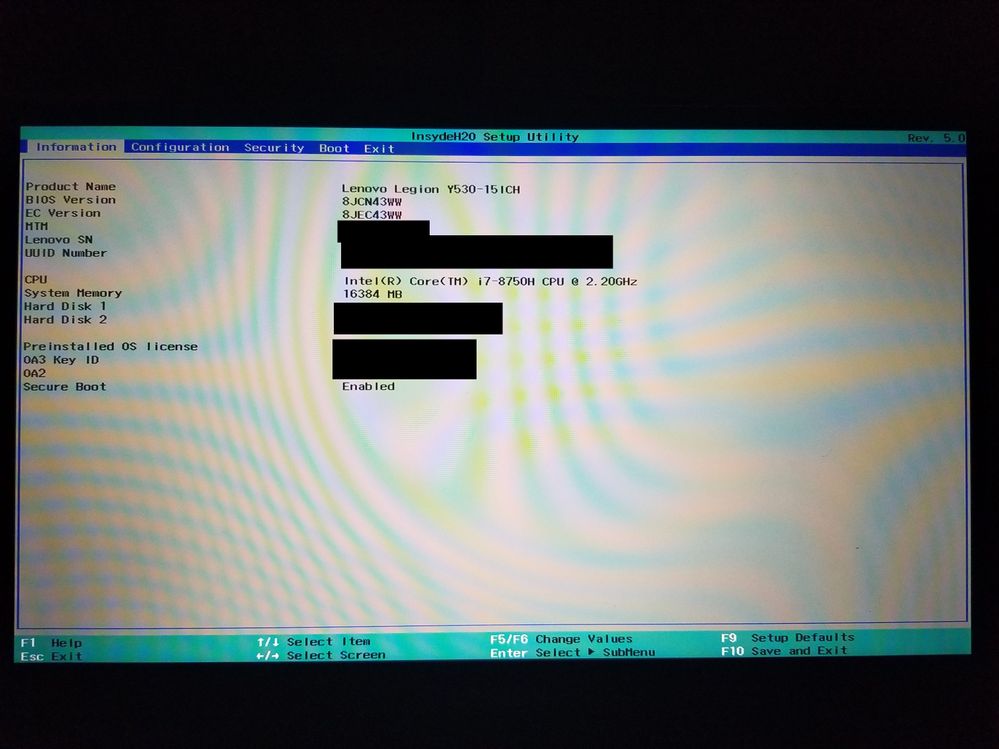 InsydeH20 Setup Utility Rev. 5.0
Information Configuration Security Boot Exit
Product Name Lenovo Legion Y530-15ICH
BIOS Version 8JCN43WW
EC Version 8JEC43WW
MTM
Lenovo SN
UUID Number
CPU Intel(R) Core(TM) i7-8750H CPU @ 2.20GHz
System Memory 16384 MB
Hard Disk 1
Hard Disk 2
Preinstalled OS license
OA3 Key ID
OA2
Secure Boot Enabled
F1 Help ↑/↓ Select Item F5/F6 Change Values F9 Setup Defaults
Esc Exit ←/→ Select Screen Enter Select ▶ SubMenu F10 Save and Exit